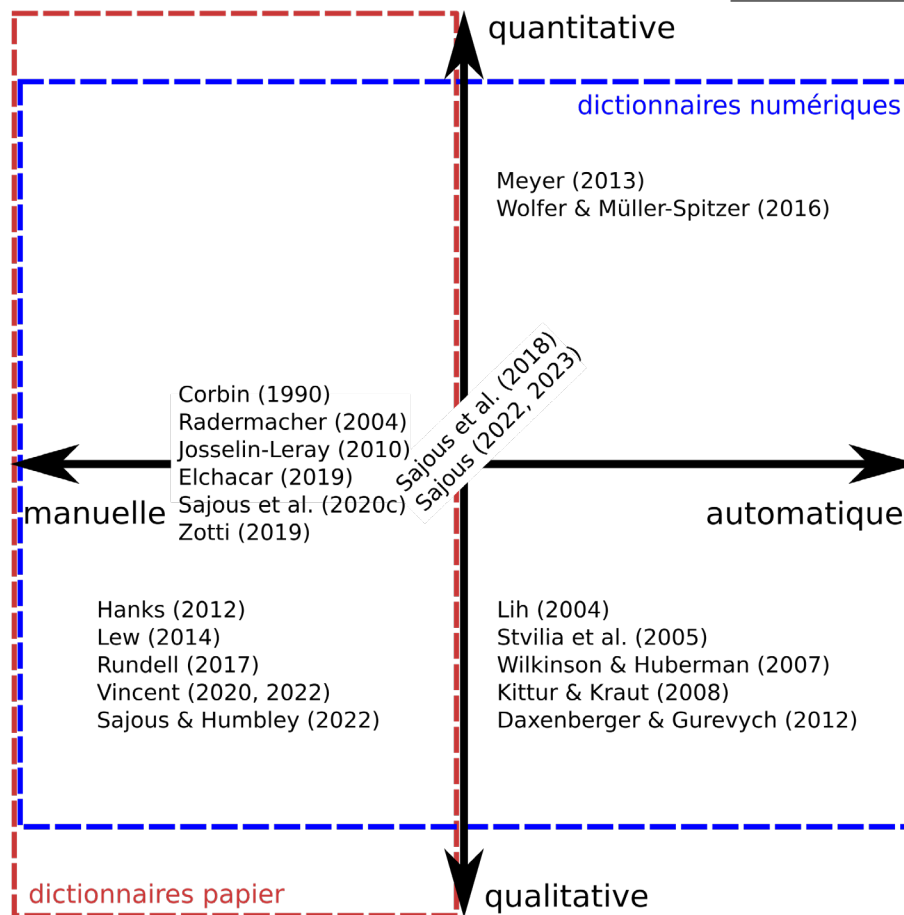 quantitative
dictionnaires numériques
Meyer (2013)
Wolfer & Müller-Spitzer (2016)
Sajous et al. (2018)
Sajous (2022, 2023)
Corbin (1990)
Radermacher (2004)
Josselin-Leray (2010)
Elchacar (2019)
Sajous et al. (2020c)
Zotti (2019)
manuelle
automatique
Hanks (2012)
Lew (2014)
Rundell (2017)
Vincent (2020, 2022)
Sajous & Humbley (2022)
Lih (2004)
Stvilia et al. (2005)
Wilkinson & Huberman (2007)
Kittur & Kraut (2008)
Daxenberger & Gurevych (2012)
dictionnaires papier
qualitative